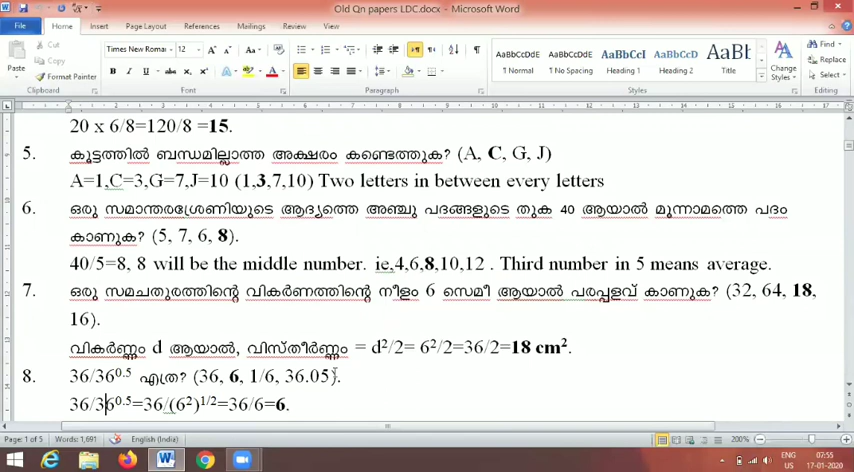 Old Qn papers LDC.docx - Microsoft Word
File Home Insert Page Layout References Mailings Review View
Cut
Copy
Paste
Format Painter
Clipboard
Times New Roman 12
Font
Paragraph
AaBbCcDdE AaBbCcDdE AaBbCcI AaBbCcD AaBbC
¶ Normal ¶ No Spacing Heading 1 Heading 2 Title
Change Styles
Styles
Find
Replace
Select
Editing
20 x 6/8=120/8 =15.
5. കൂട്ടത്തിൽ ബന്ധമില്ലാത്ത അക്ഷരം കണ്ടെത്തുക? (A, C, G, J)
A=1,C=3,G=7,J=10 (1,3,7,10) Two letters in between every letters
6. ഒരു സമാന്തരശ്രേണിയുടെ ആദ്യത്തെ അഞ്ചു പദങ്ങളുടെ തുക 40 ആയാൽ മൂന്നാമത്തെ പദം
കാണുക? (5, 7, 6, 8).
40/5=8, 8 will be the middle number. ie,4,6,8,10,12 . Third number in 5 means average.
7. ഒരു സമചതുരത്തിന്റെ വികർണത്തിന്റെ നീളം 6 സെമീ ആയാൽ പരപ്പളവ് കാണുക? (32, 64, 18,
16).
വികർണ്ണം d ആയാൽ, വിസ്തീർണ്ണം = d²/2= 6²/2=36/2=18 cm².
8. 36/36^0.5 എത്ര? (36, 6, 1/6, 36.05).
36/36^0.5=36/(6²)^1/2=36/6=6.
Page: 1 of 5 Words: 1,691 200%
ENG 07:55
US 17-01-2020